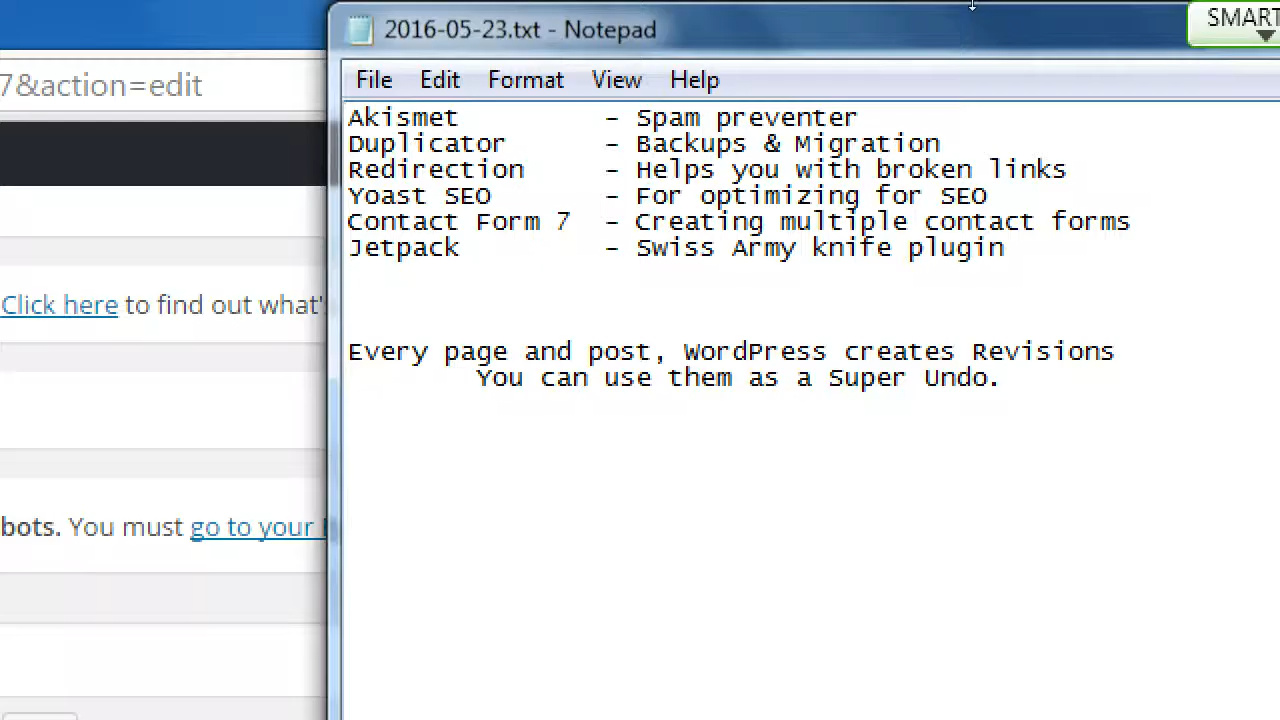 2016-05-23.txt - Notepad
SMART
7&action=edit
File Edit Format View Help
Akismet - Spam preventer
Duplicator - Backups & Migration
Redirection - Helps you with broken links
Yoast SEO - For optimizing for SEO
Contact Form 7 - Creating multiple contact forms
Jetpack - Swiss Army knife plugin
Click here to find out what'
Every page and post, WordPress creates Revisions
You can use them as a Super Undo.
bots. You must go to your